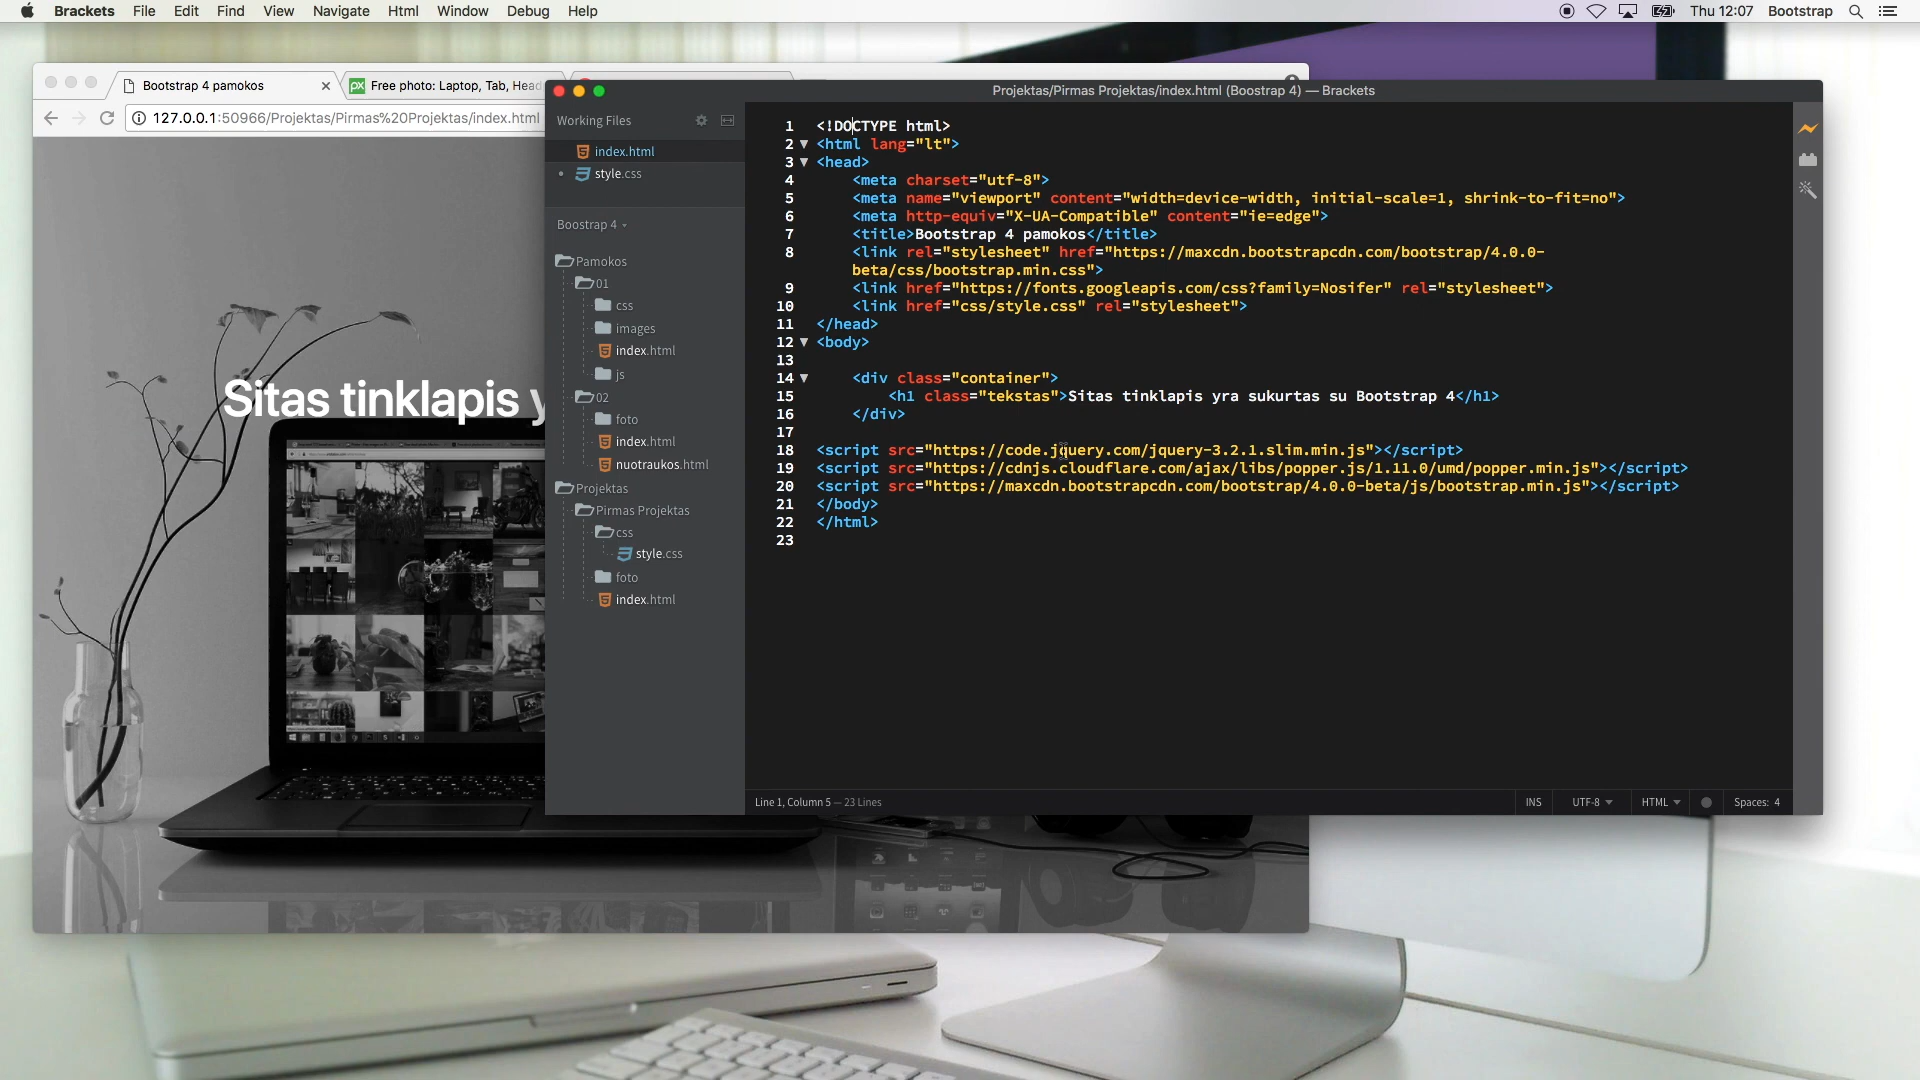 Brackets File Edit Find View Navigate Html Window Debug Help
Thu 12:07 Bootstrap
Bootstrap 4 pamokos
Free photo: Laptop, Tab, Head
127.0.0.1:50966/Projektas/Pirmas%20Projektas/index.html
Sitas tinklapis y
Projektas/Pirmas Projektas/index.html (Boostrap 4) — Brackets
Working Files
index.html
style.css
Boostrap 4
Pamokos
01
css
images
index.html
js
02
foto
index.html
nuotraukos.html
Projektas
Pirmas Projektas
css
style.css
foto
index.html
1 <!DOCTYPE html>
2 <html lang="lt">
3 <head>
4 <meta charset="utf-8">
5 <meta name="viewport" content="width=device-width, initial-scale=1, shrink-to-fit=no">
6 <meta http-equiv="X-UA-Compatible" content="ie=edge">
7 <title>Bootstrap 4 pamokos</title>
8 <link rel="stylesheet" href="https://maxcdn.bootstrapcdn.com/bootstrap/4.0.0-
beta/css/bootstrap.min.css">
9 <link href="https://fonts.googleapis.com/css?family=Nosifer" rel="stylesheet">
10 <link href="css/style.css" rel="stylesheet">
11 </head>
12 <body>
13
14 <div class="container">
15 <h1 class="tekstas">Sitas tinklapis yra sukurtas su Bootstrap 4</h1>
16 </div>
17
18 <script src="https://code.jquery.com/jquery-3.2.1.slim.min.js"></script>
19 <script src="https://cdnjs.cloudflare.com/ajax/libs/popper.js/1.11.0/umd/popper.min.js"></script>
20 <script src="https://maxcdn.bootstrapcdn.com/bootstrap/4.0.0-beta/js/bootstrap.min.js"></script>
21 </body>
22 </html>
23
Line 1, Column 5 — 23 Lines
INS UTF-8 HTML Spaces: 4